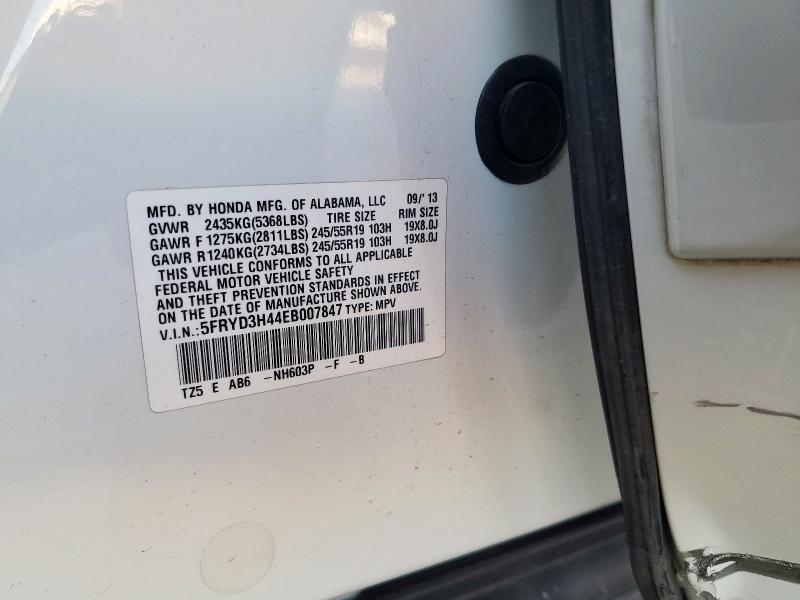 MFD. BY HONDA MFG. OF ALABAMA, LLC 09/'13
GVWR 2435KG(5368LBS) TIRE SIZE RIM SIZE
GAWR F 1275KG(2811LBS) 245/55R19 103H 19X8.0J
GAWR R1240KG(2734LBS) 245/55R19 103H 19X8.0J
THIS VEHICLE CONFORMS TO ALL APPLICABLE
FEDERAL MOTOR VEHICLE SAFETY
AND THEFT PREVENTION STANDARDS IN EFFECT
ON THE DATE OF MANUFACTURE SHOWN ABOVE.
V.I.N.: 5FRYD3H44EB007847 TYPE: MPV
TZ5 E AB6 -NH603P -F -B